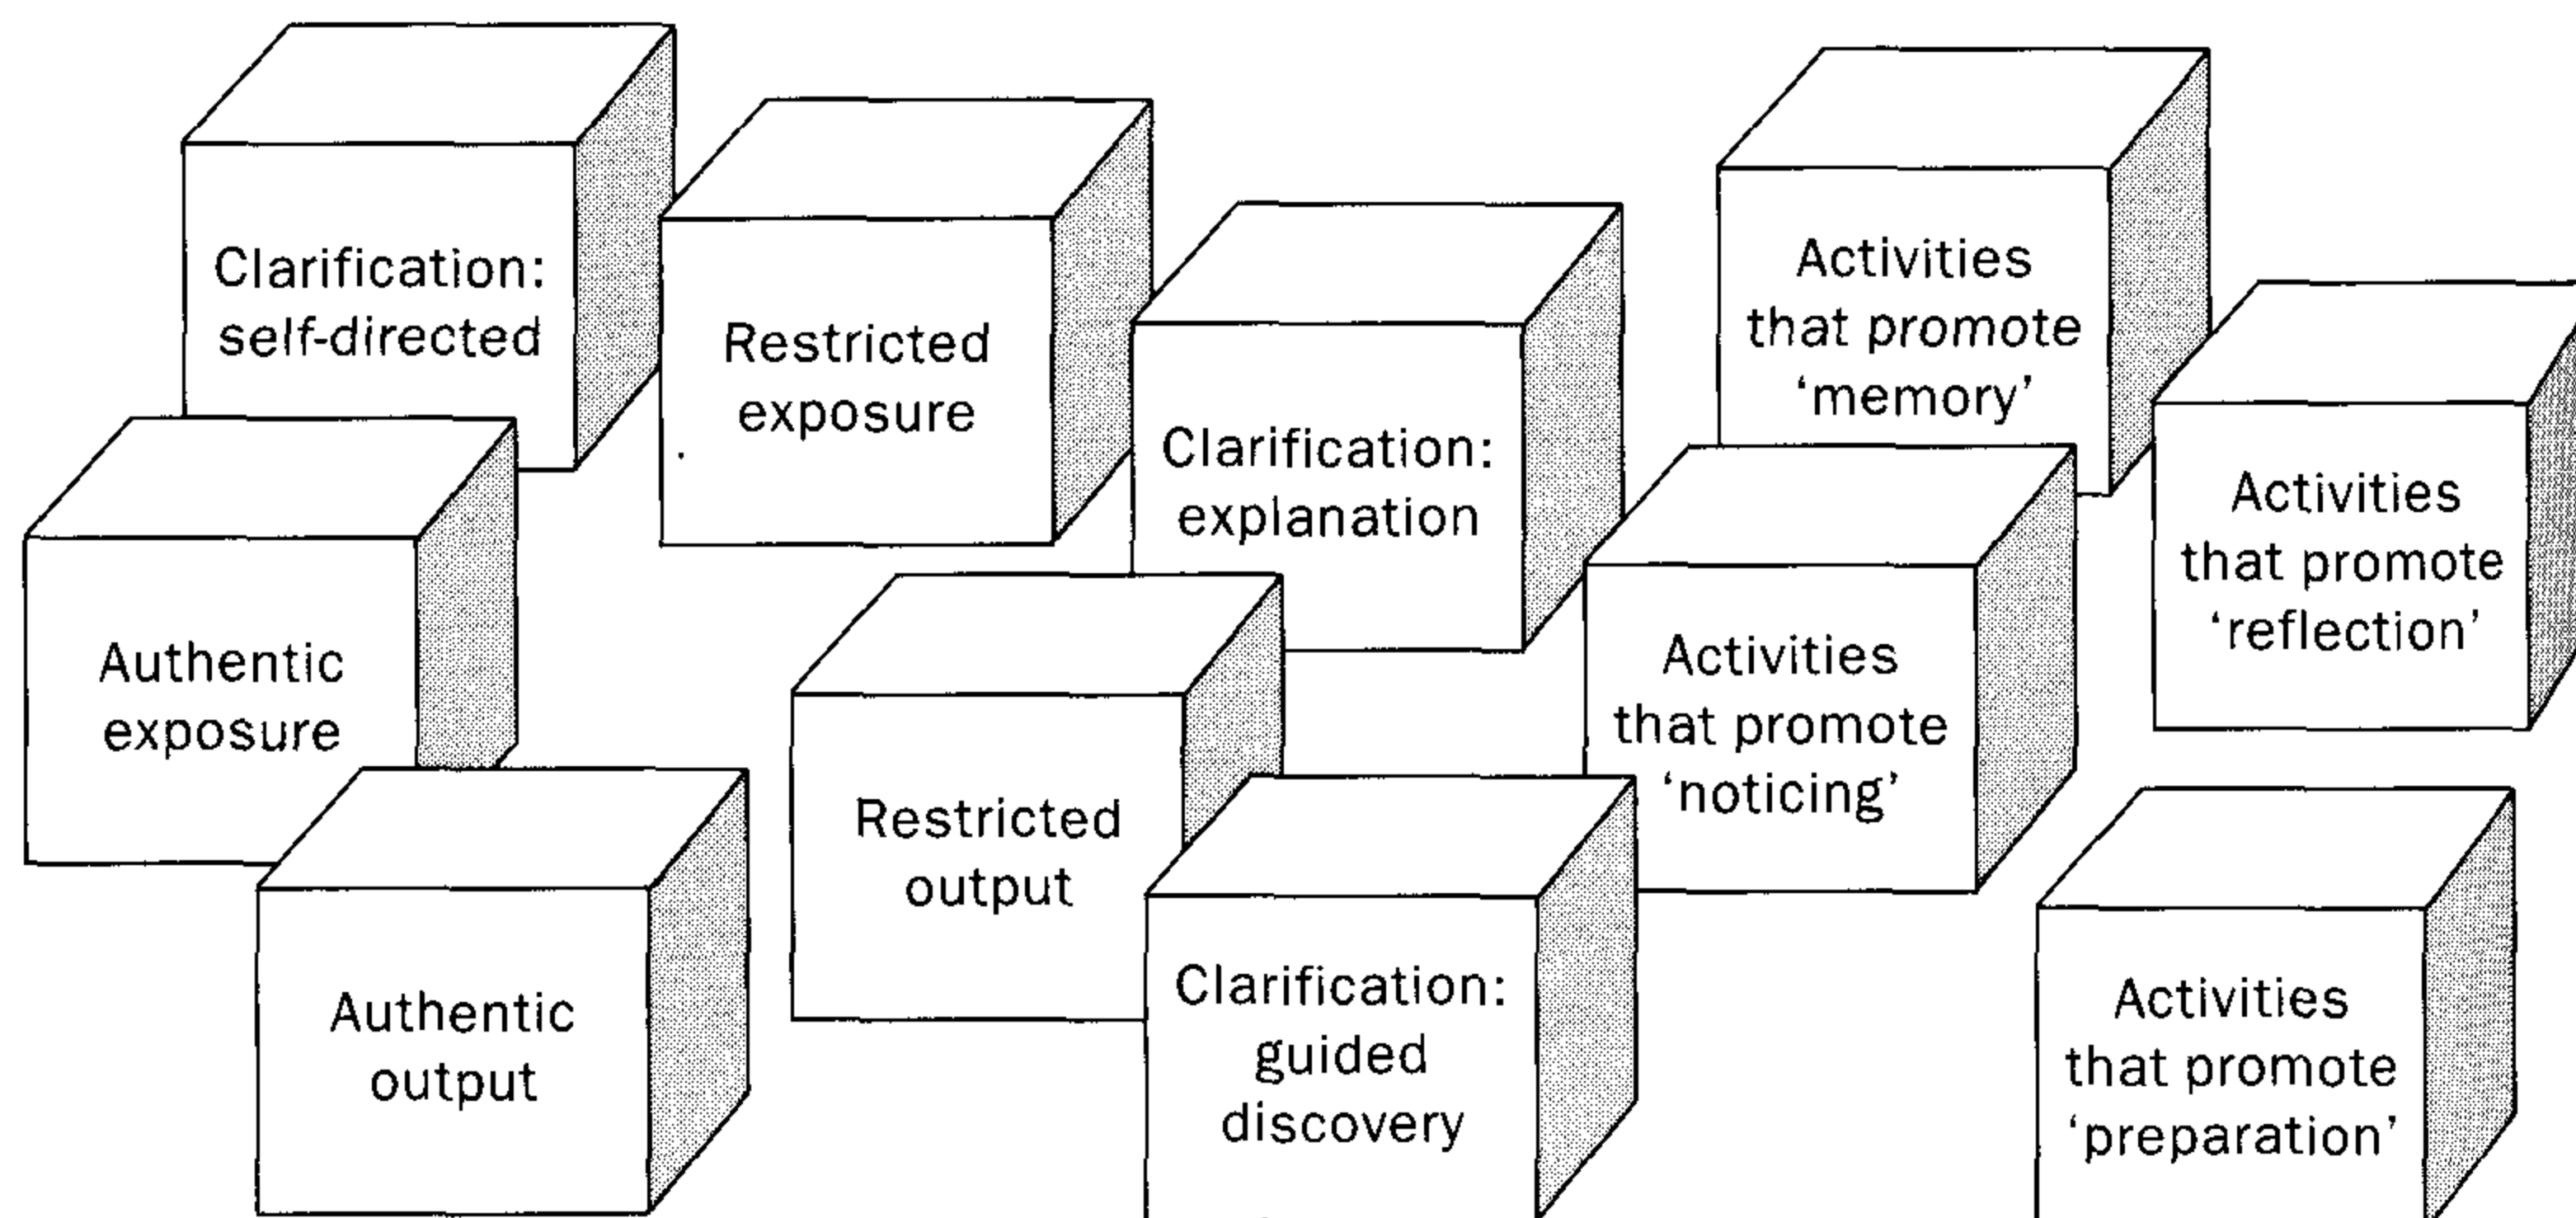 Clarification:
self-directed
Restricted
exposure
Clarification:
explanation
Activities
that promote
‘memory’
Activities
that promote
‘reflection’
Authentic
exposure
Restricted
output
Activities
that promote
‘noticing’
Authentic
output
Clarification:
guided
discovery
Activities
that promote
‘preparation’